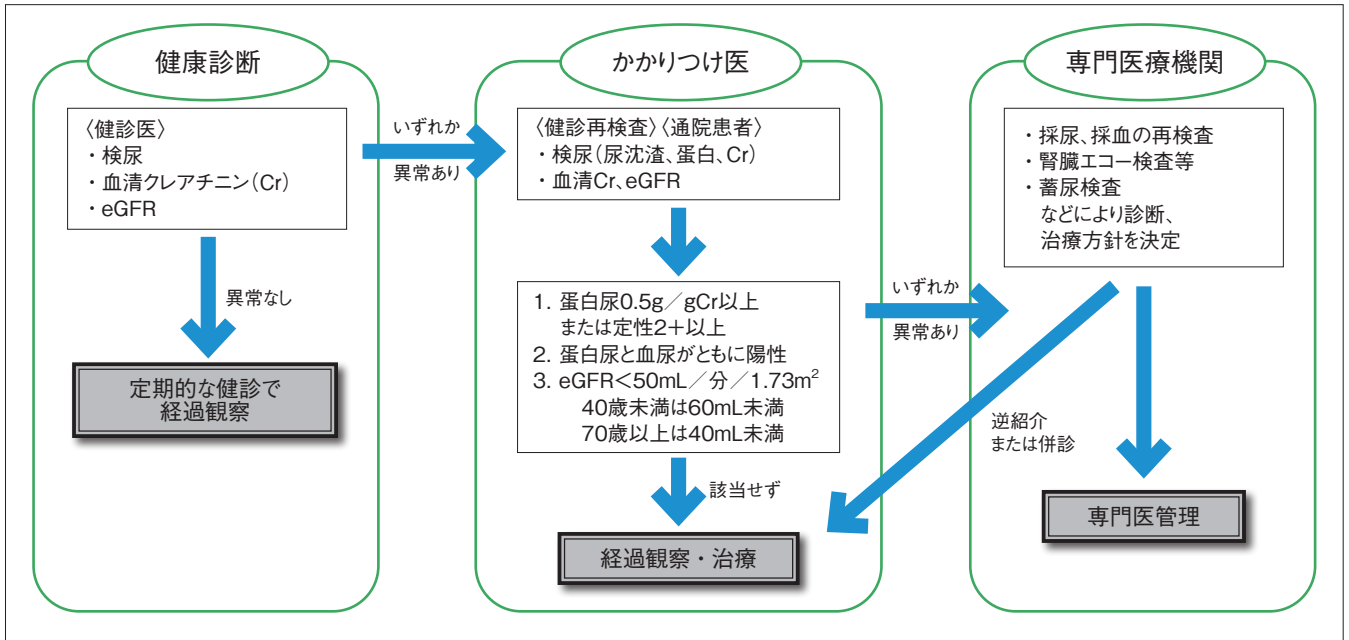 健康診断
〈健診医〉
・検尿
・血清クレアチニン（Cr）
・eGFR
異常なし
定期的な健診で
経過観察
いずれか
異常あり
かかりつけ医
〈健診再検査〉〈通院患者〉
・検尿（尿沈渣、蛋白、Cr）
・血清Cr、eGFR
1. 蛋白尿0.5g／gCr以上
または定性2＋以上
2. 蛋白尿と血尿がともに陽性
3. eGFR＜50mL／分／1.73m²
40歳未満は60mL未満
70歳以上は40mL未満
該当せず
経過観察・治療
いずれか
異常あり
専門医療機関
・採尿、採血の再検査
・腎臓エコー検査等
・蓄尿検査
などにより診断、
治療方針を決定
逆紹介
または併診
専門医管理